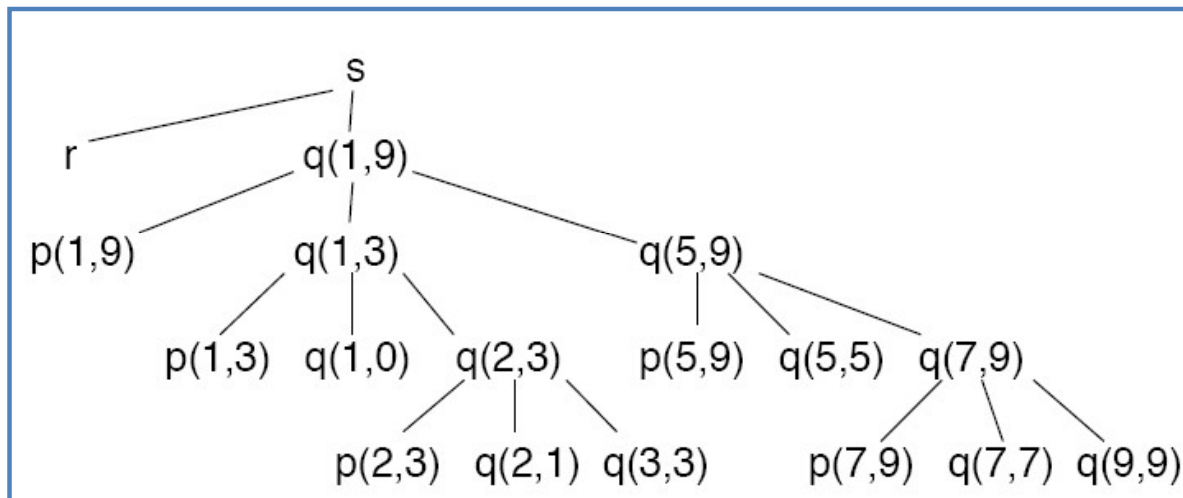 s
r q(1,9)
p(1,9) q(1,3) q(5,9)
p(1,3) q(1,0) q(2,3) p(5,9) q(5,5) q(7,9)
p(2,3) q(2,1) q(3,3) p(7,9) q(7,7) q(9,9)